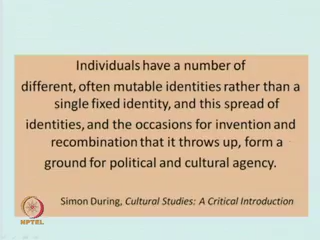 Individuals have a number of
different, often mutable identities rather than a
single fixed identity, and this spread of
identities, and the occasions for invention and
recombination that it throws up, form a
ground for political and cultural agency.
Simon During, Cultural Studies: A Critical Introduction
NPTEL